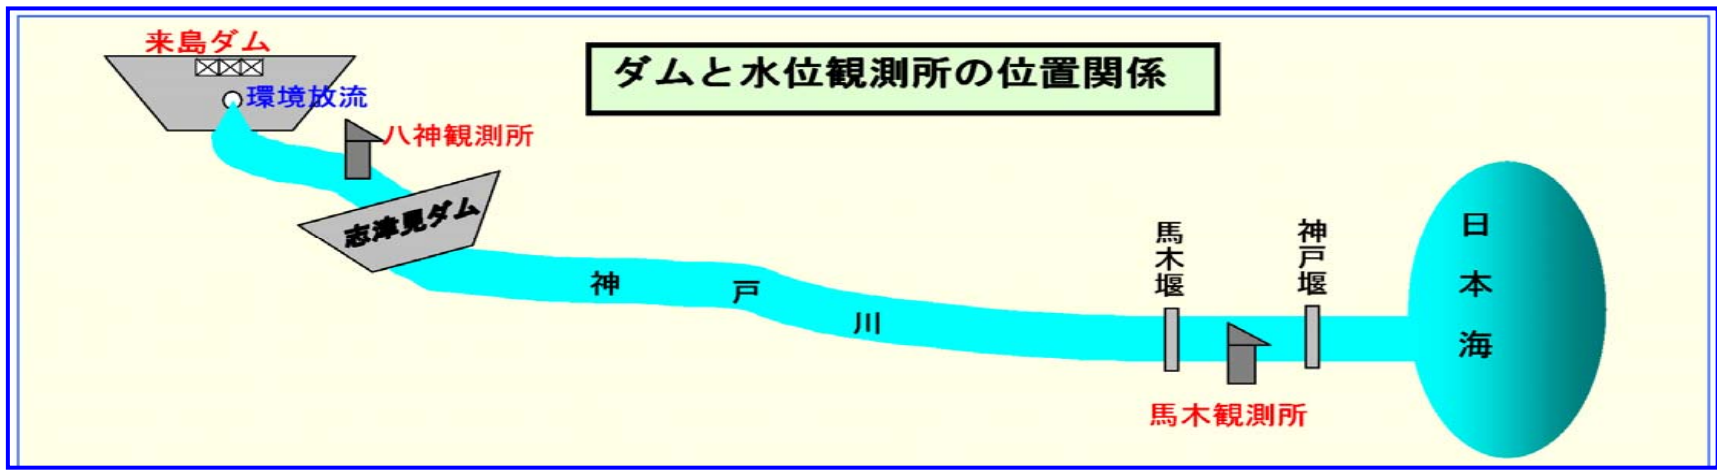 来島ダム
ダムと水位観測所の位置関係
環境放流
八神観測所
志津見ダム
神戸川
馬木堰
神戸堰
日本海
馬木観測所